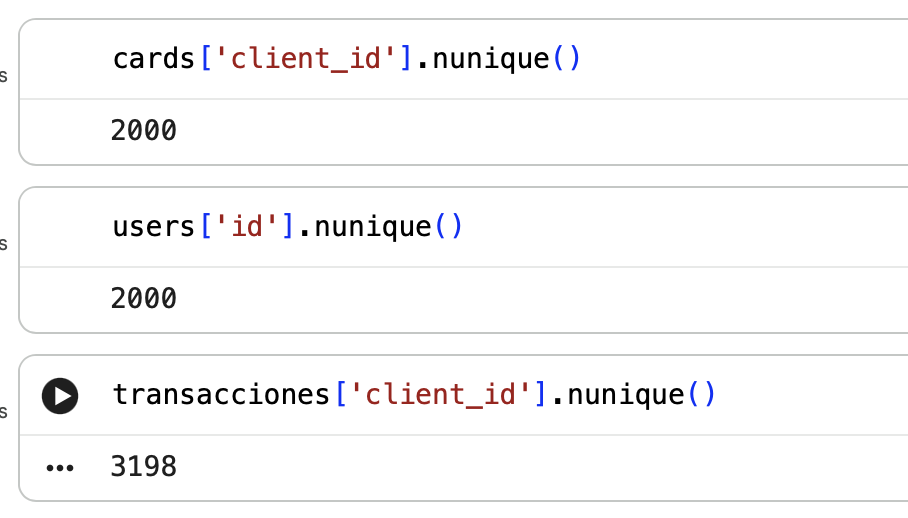 cards['client_id'].nunique()
2000
users['id'].nunique()
2000
transacciones['client_id'].nunique()
3198